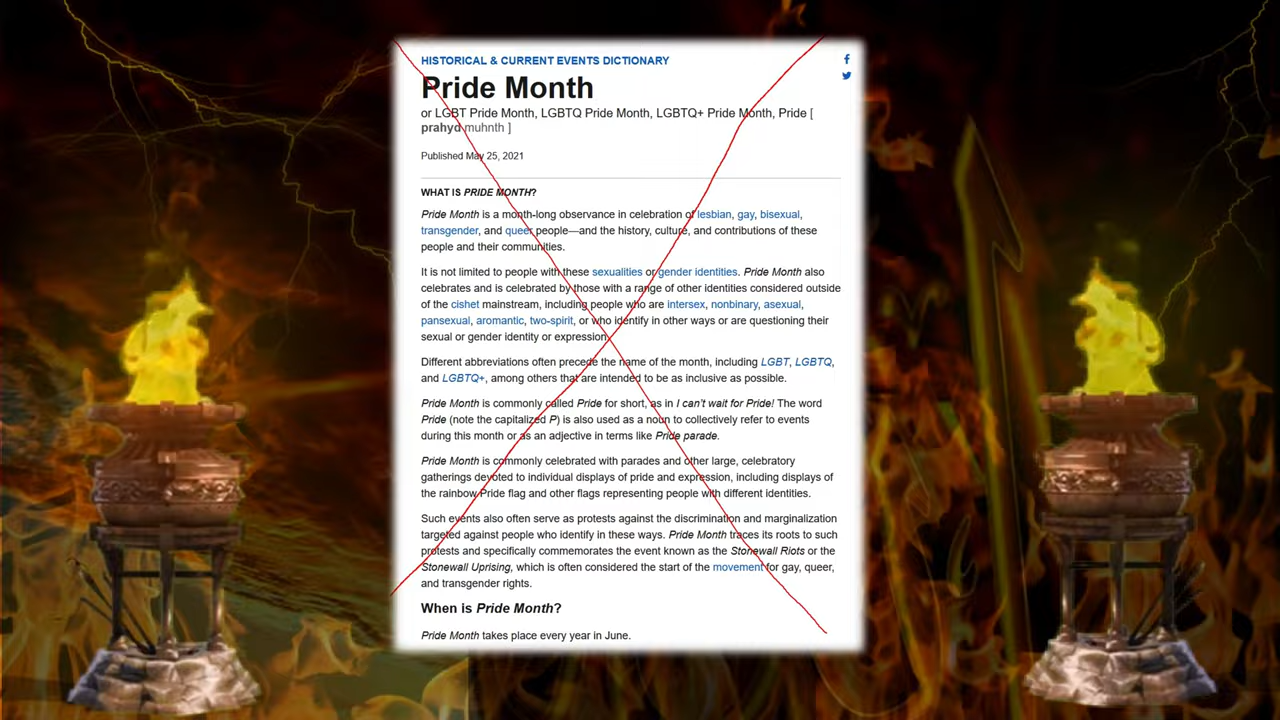 HISTORICAL & CURRENT EVENTS DICTIONARY
Pride Month
or LGBT Pride Month, LGBTQ Pride Month, LGBTQ+ Pride Month, Pride [
prahyd muhnth ]
Published May 25, 2021
WHAT IS PRIDE MONTH?
Pride Month is a month-long observance in celebration of lesbian, gay, bisexual,
transgender, and queer people—and the history, culture, and contributions of these
people and their communities.
It is not limited to people with these sexualities or gender identities. Pride Month also
celebrates and is celebrated by those with a range of other identities considered outside
of the cishet mainstream, including people who are intersex, nonbinary, asexual,
pansexual, aromantic, two-spirit, or who identify in other ways or are questioning their
sexual or gender identity or expression.
Different abbreviations often precede the name of the month, including LGBT, LGBTQ,
and LGBTQ+, among others that are intended to be as inclusive as possible.
Pride Month is commonly called Pride for short, as in I can't wait for Pride! The word
Pride (note the capitalized P) is also used as a noun to collectively refer to events
during this month or as an adjective in terms like Pride parade.
Pride Month is commonly celebrated with parades and other large, celebratory
gatherings devoted to individual displays of pride and expression, including displays of
the rainbow Pride flag and other flags representing people with different identities.
Such events also often serve as protests against the discrimination and marginalization
targeted against people who identify in these ways. Pride Month traces its roots to such
protests and specifically commemorates the event known as the Stonewall Riots or the
Stonewall Uprising, which is often considered the start of the movement for gay, queer,
and transgender rights.
When is Pride Month?
Pride Month takes place every year in June.